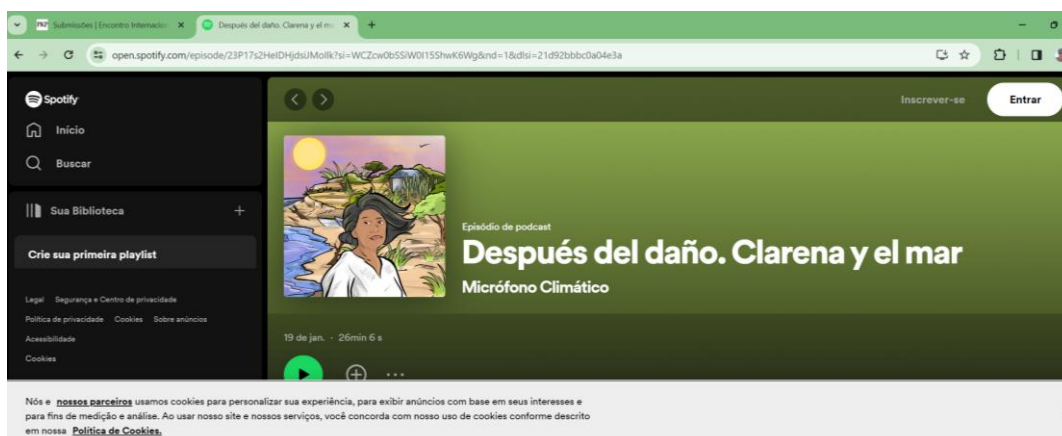 PKP Submissões | Encontro Internacion
Después del daño. Clarena y el m
open.spotify.com/episode/23P17s2HeIDHjdsiJMoIlk?si=WCZcw0bSSiW0I15ShwK6Wg&nd=1&dlsi=21d92bbbc0a04e3a
Spotify
Início
Buscar
Sua Biblioteca
Crie sua primeira playlist
Legal Segurança e Centro de privacidade
Política de privacidade Cookies Sobre anúncios
Acessibilidade
Cookies
Inscrever-se Entrar
Episódio de podcast
Después del daño. Clarena y el mar
Micrófono Climático
19 de jan. · 26min 6 s
Nós e nossos parceiros usamos cookies para personalizar sua experiência, para exibir anúncios com base em seus interesses e
para fins de medição e análise. Ao usar nosso site e nossos serviços, você concorda com nosso uso de cookies conforme descrito
em nossa Política de Cookies.